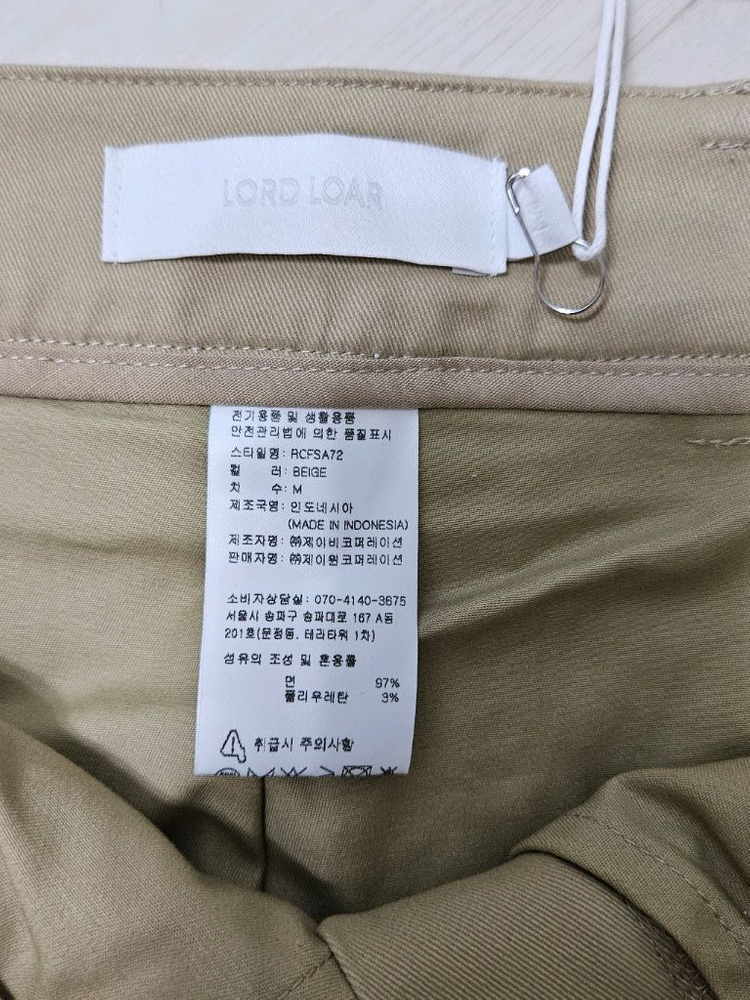 LORD LOAR
전기용품 및 생활용품
안전관리법에 의한 품질표시
스타일명: RCFSA72
컬 러: BEIGE
치 수: M
제조국명: 인도네시아
(MADE IN INDONESIA)
제조자명: ㈜제이비코퍼레이션
판매자명: ㈜제이원코퍼레이션
소비자상담실: 070-4140-3675
서울시 송파구 송파대로 167 A동
201호(문정동, 테라타워 1차)
섬유의 조성 및 혼용률
면 97%
폴리우레탄 3%
취급시 주의사항